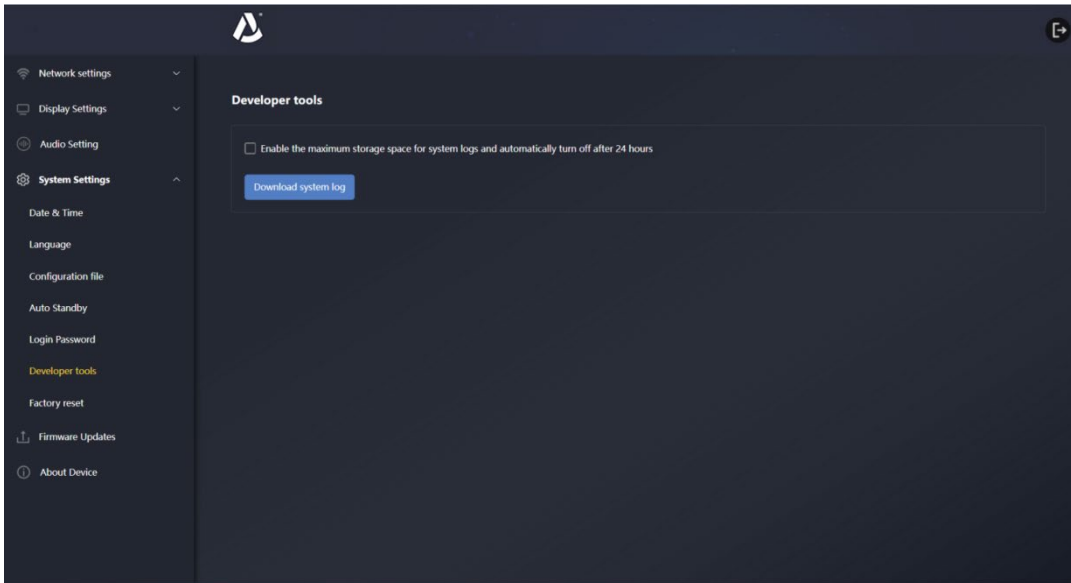 Network settings
Display Settings
Audio Setting
System Settings
Date & Time
Language
Configuration file
Auto Standby
Login Password
Developer tools
Factory reset
Firmware Updates
About Device
Developer tools
Enable the maximum storage space for system logs and automatically turn off after 24 hours
Download system log